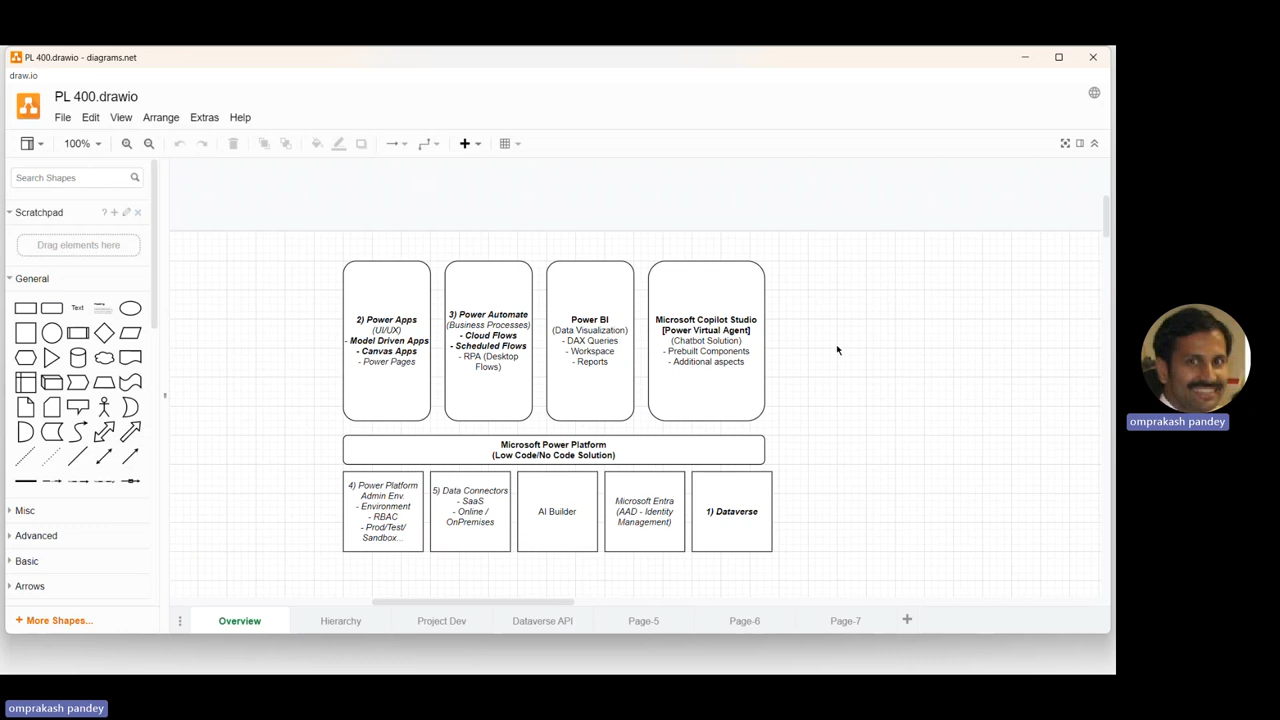 PL 400.drawio - diagrams.net
draw.io
PL 400.drawio
File Edit View Arrange Extras Help
100%
Search Shapes
Scratchpad
?
Drag elements here
General
Text
Misc
Advanced
Basic
Arrows
+ More Shapes...
2) Power Apps
(UI/UX)
- Model Driven Apps
- Canvas Apps
- Power Pages
3) Power Automate
(Business Processes)
- Cloud Flows
- Scheduled Flows
- RPA (Desktop
Flows)
Power BI
(Data Visualization)
- DAX Queries
- Workspace
- Reports
Microsoft Copilot Studio
[Power Virtual Agent]
(Chatbot Solution)
- Prebuilt Components
- Additional aspects
Microsoft Power Platform
(Low Code/No Code Solution)
4) Power Platform
Admin Env.
- Environment
- RBAC
- Prod/Test/
Sandbox...
5) Data Connectors
- SaaS
- Online /
OnPremises
AI Builder
Microsoft Entra
(AAD - Identity
Management)
1) Dataverse
Overview Hierarchy Project Dev Dataverse API Page-5 Page-6 Page-7
omprakash pandey
omprakash pandey